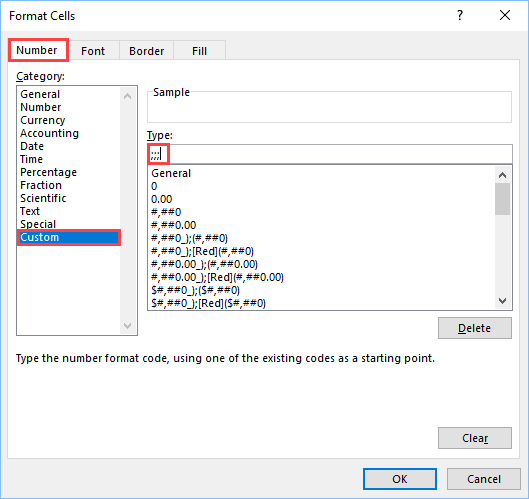 Format Cells
? ×
Number Font Border Fill
Category:
General
Number
Currency
Accounting
Date
Time
Percentage
Fraction
Scientific
Text
Special
Custom
Sample
Type:
;;;
General
0
0.00
#,##0
#,##0.00
#,##0_);(#,##0)
#,##0_);[Red](#,##0)
#,##0.00_);(#,##0.00)
#,##0.00_);[Red](#,##0.00)
$#,##0_);($#,##0)
$#,##0_);[Red]($#,##0)
Delete
Type the number format code, using one of the existing codes as a starting point.
Clear
OK Cancel